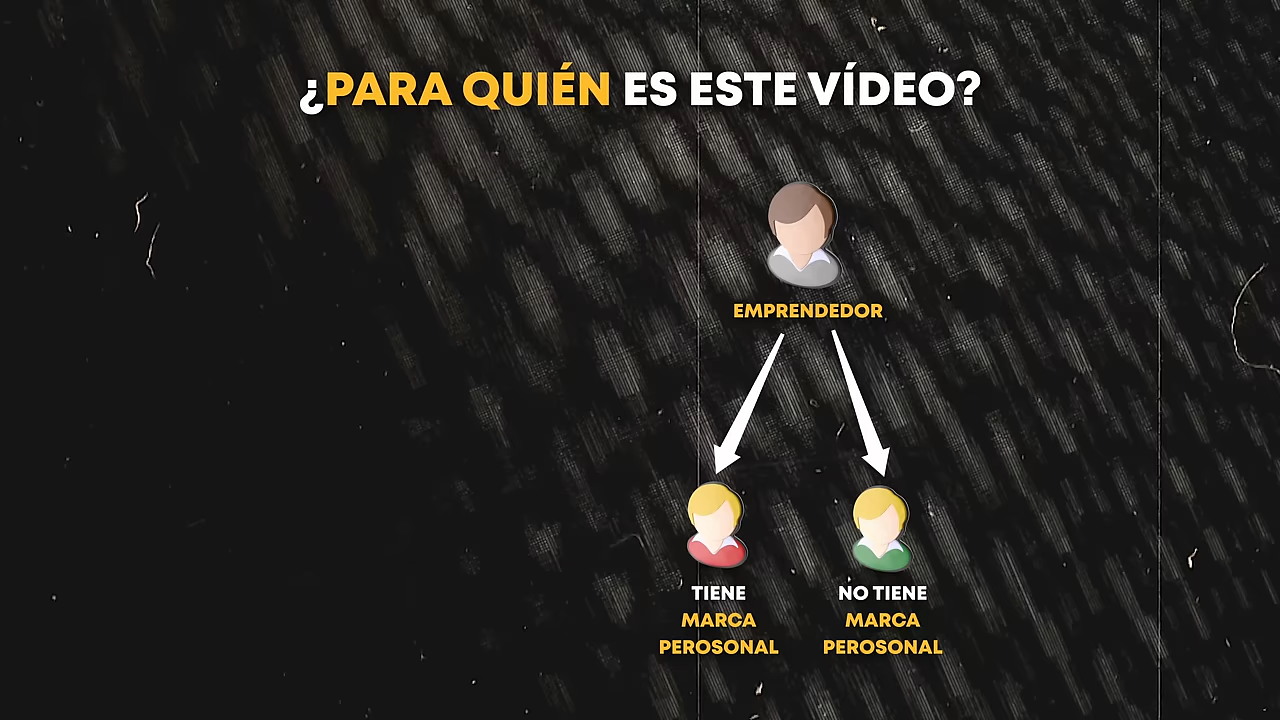 ¿PARA QUIÉN ES ESTE VÍDEO?
EMPRENDEDOR
TIENE
MARCA
PEROSONAL
NO TIENE
MARCA
PEROSONAL